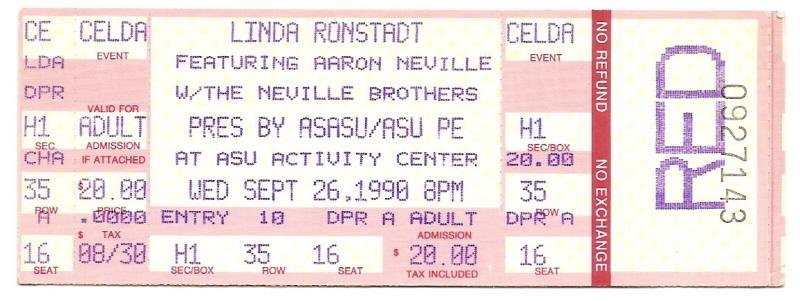 CE CELDA LINDA RONSTADT CELDA
EVENT EVENT
LDA FEATURING AARON NEVILLE
DPR W/THE NEVILLE BROTHERS
VALID FOR
H1 ADULT PRES BY ASASU/ASU PE H1
SEC. ADMISSION SEC/BOX
CHA IF ATTACHED AT ASU ACTIVITY CENTER 20.00
35 $20.00 WED SEPT 26,1990 8PM 35
ROW PRICE ROW
A .0000 ENTRY 10 DPR A ADULT DPR A
$ TAX ADMISSION
16 08/30 H1 35 16 $ 20.00 16
SEAT SEC/BOX ROW SEAT TAX INCLUDED SEAT
NO REFUND NO EXCHANGE
RED
0927143